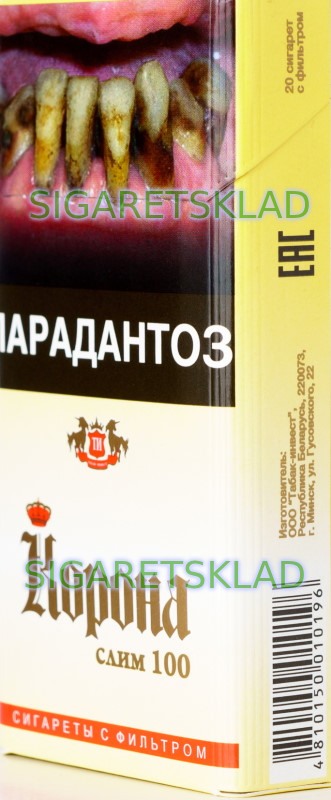 SIGARETSKLAD
ПАРАДАНТОЗ
Корона
SIGARETSKLAD
СЛИМ 100
СИГАРЕТЫ С ФИЛЬТРОМ
20 сигарет
с фильтром
EAC
Изготовитель:
ООО "Табак-инвест",
Республика Беларусь, 220073,
г. Минск, ул. Гусовского, 22
4810150010196